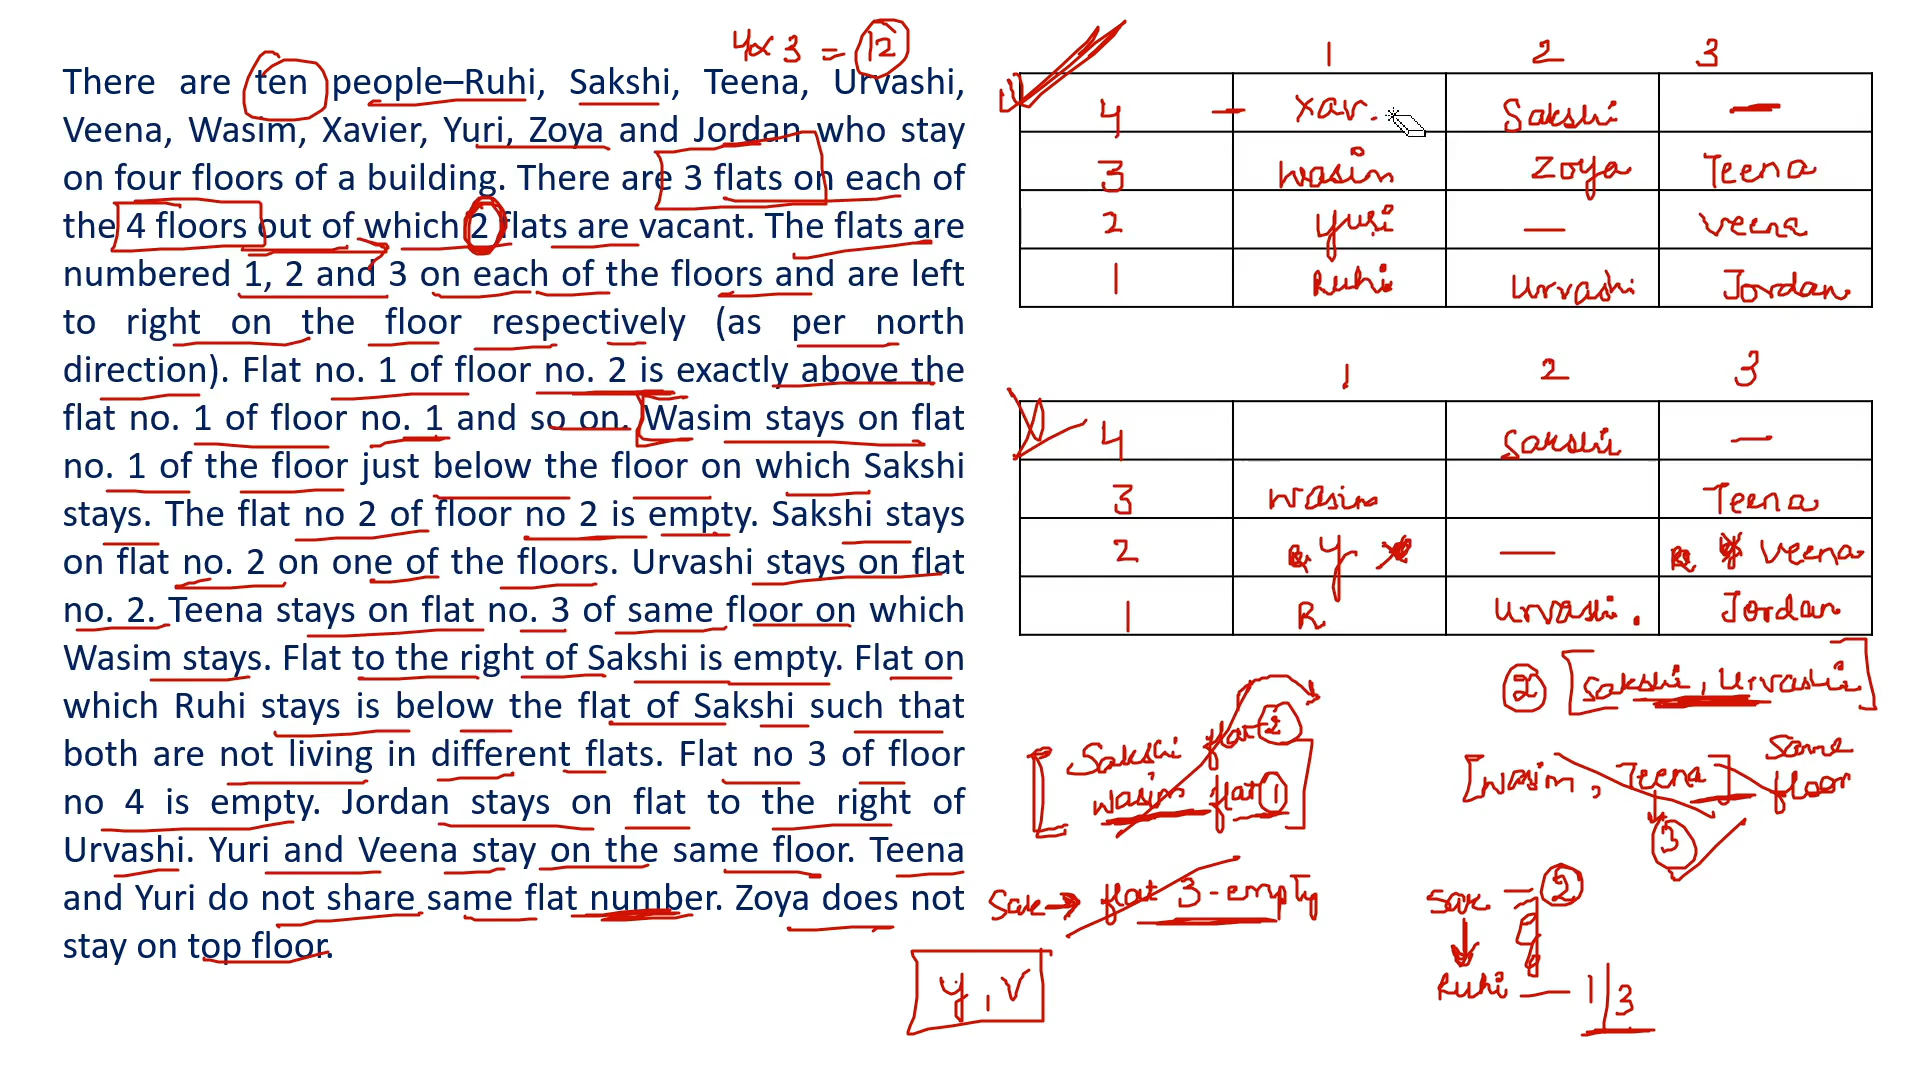 4 x 3 = 12
There are ten people–Ruhi, Sakshi, Teena, Urvashi,
Veena, Wasim, Xavier, Yuri, Zoya and Jordan who stay
on four floors of a building. There are 3 flats on each of
the 4 floors out of which 2 flats are vacant. The flats are
numbered 1, 2 and 3 on each of the floors and are left
to right on the floor respectively (as per north
direction). Flat no. 1 of floor no. 2 is exactly above the
flat no. 1 of floor no. 1 and so on. Wasim stays on flat
no. 1 of the floor just below the floor on which Sakshi
stays. The flat no 2 of floor no 2 is empty. Sakshi stays
on flat no. 2 on one of the floors. Urvashi stays on flat
no. 2. Teena stays on flat no. 3 of same floor on which
Wasim stays. Flat to the right of Sakshi is empty. Flat on
which Ruhi stays is below the flat of Sakshi such that
both are not living in different flats. Flat no 3 of floor
no 4 is empty. Jordan stays on flat to the right of
Urvashi. Yuri and Veena stay on the same floor. Teena
and Yuri do not share same flat number. Zoya does not
stay on top floor.
1 2 3
4 – Xav. Sakshi —
3 Wasim Zoya Teena
2 Yuri — Veena
1 Ruhi Urvashi Jordan
1 2 3
4 Sakshi —
3 Wasim Teena
2 Y — Veena
1 R Urvashi. Jordan
Sakshi flat 2
Wasim flat 1
2 [Sakshi, Urvashi]
[Wasim, Teena] Same
floor
3
Sak → flat 3 - empty
Sak – 2
Ruhi – 1/3
Y, V